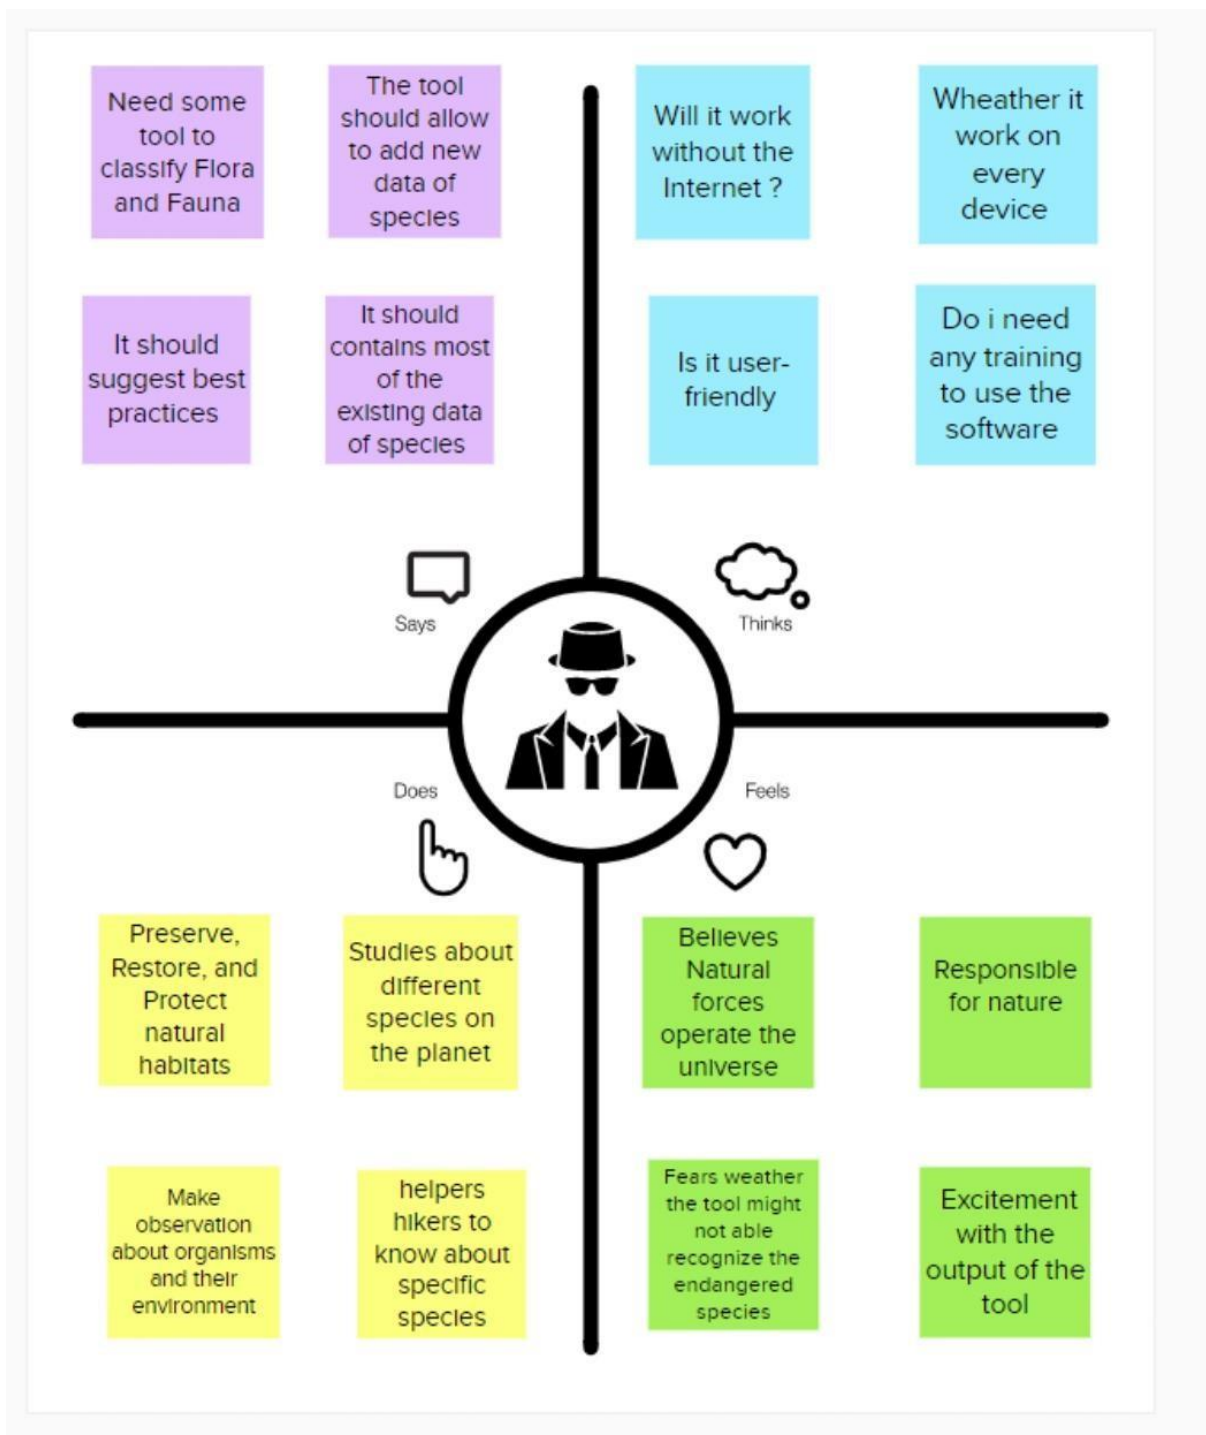 Need some
tool to
classify Flora
and Fauna
The tool
should allow
to add new
data of
species
It should
suggest best
practices
It should
contains most
of the
existing data
of species
Says
Will it work
without the
Internet ?
Wheather it
work on
every
device
Is it user-
friendly
Do i need
any training
to use the
software
Thinks
Does
Preserve,
Restore, and
Protect
natural
habitats
Studies about
different
species on
the planet
Make
observation
about organisms
and their
environment
helpers
hikers to
know about
specific
species
Feels
Believes
Natural
forces
operate the
universe
Responsible
for nature
Fears weather
the tool might
not able
recognize the
endangered
species
Excitement
with the
output of the
tool